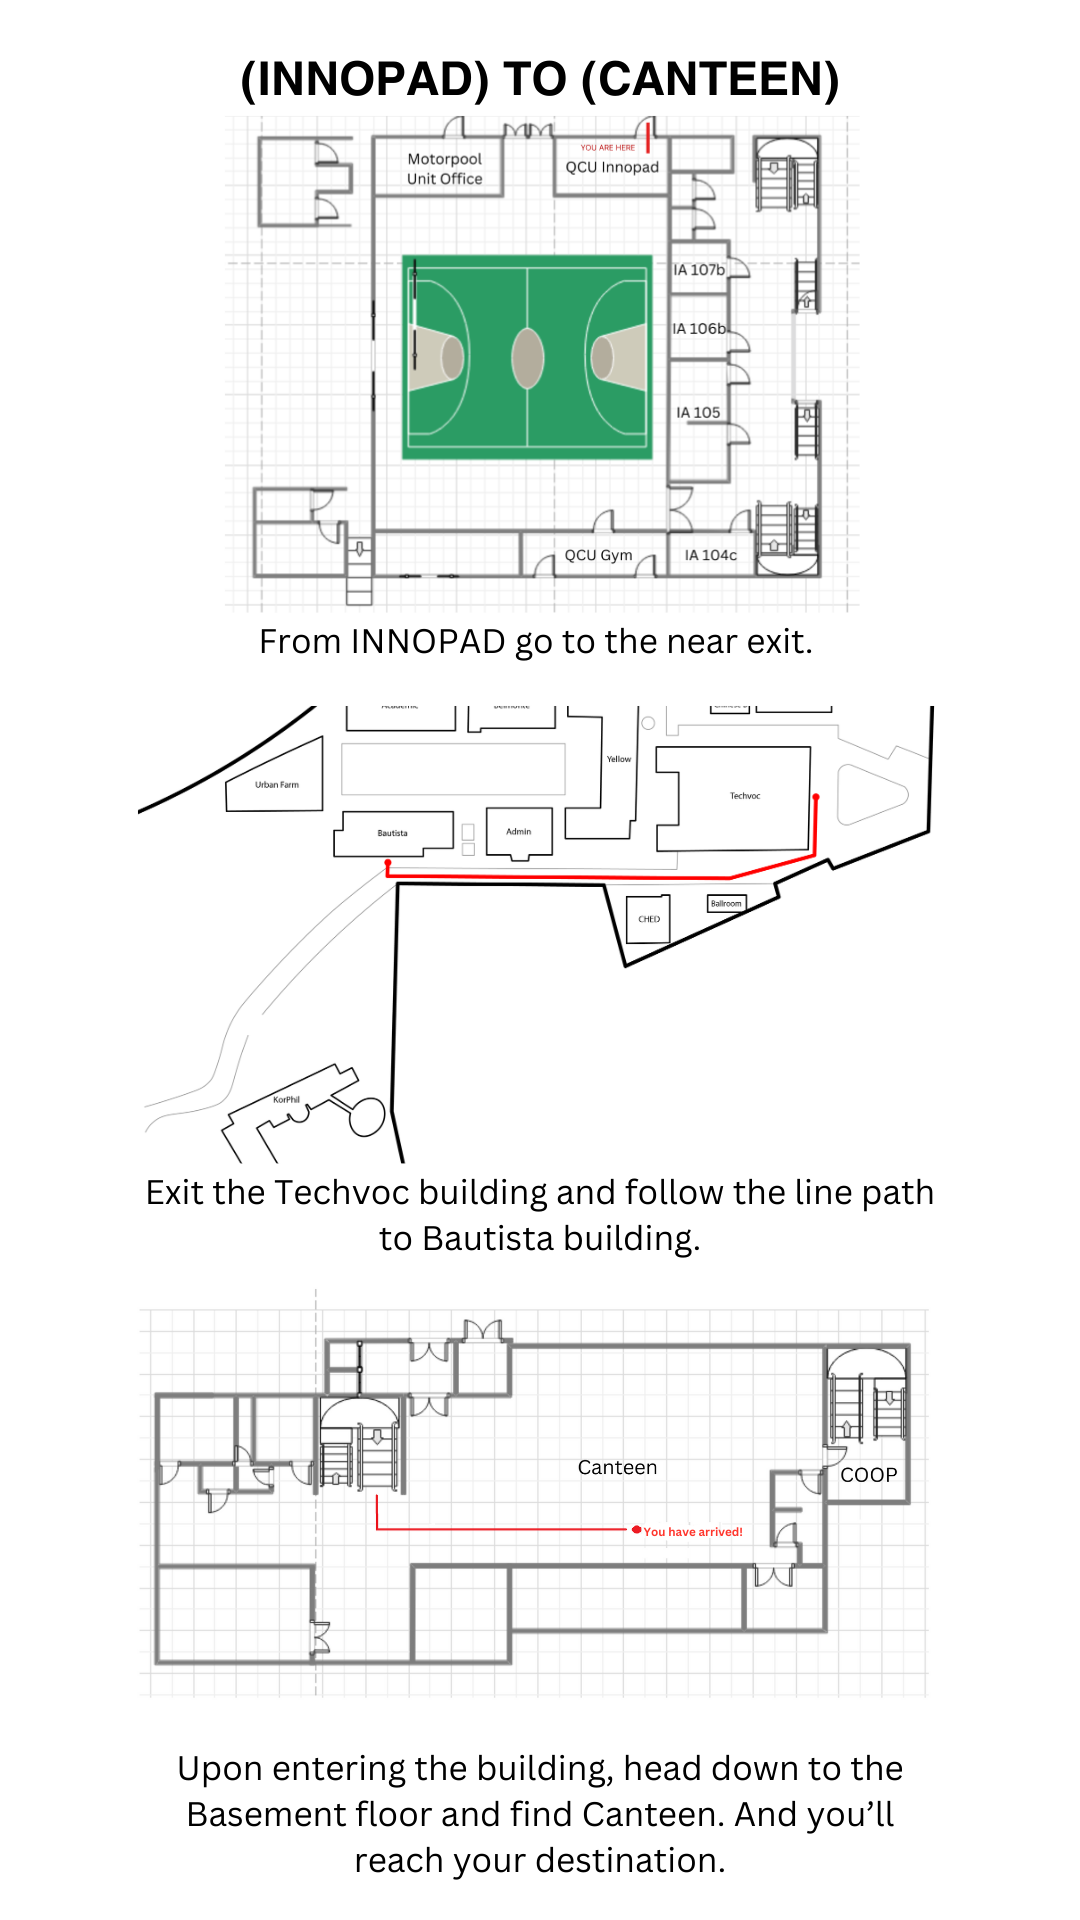 (INNOPAD) TO (CANTEEN)
YOU ARE HERE
Motorpool
Unit Office
QCU Innopad
IA 107b
IA 106b
IA 105
QCU Gym
IA 104c
From INNOPAD go to the near exit.
Yellow
Urban Farm
Techvoc
Bautista
Admin
Ballroom
CHED
KorPhil
Exit the Techvoc building and follow the line path
to Bautista building.
Canteen
COOP
You have arrived!
Upon entering the building, head down to the
Basement floor and find Canteen. And you’ll
reach your destination.